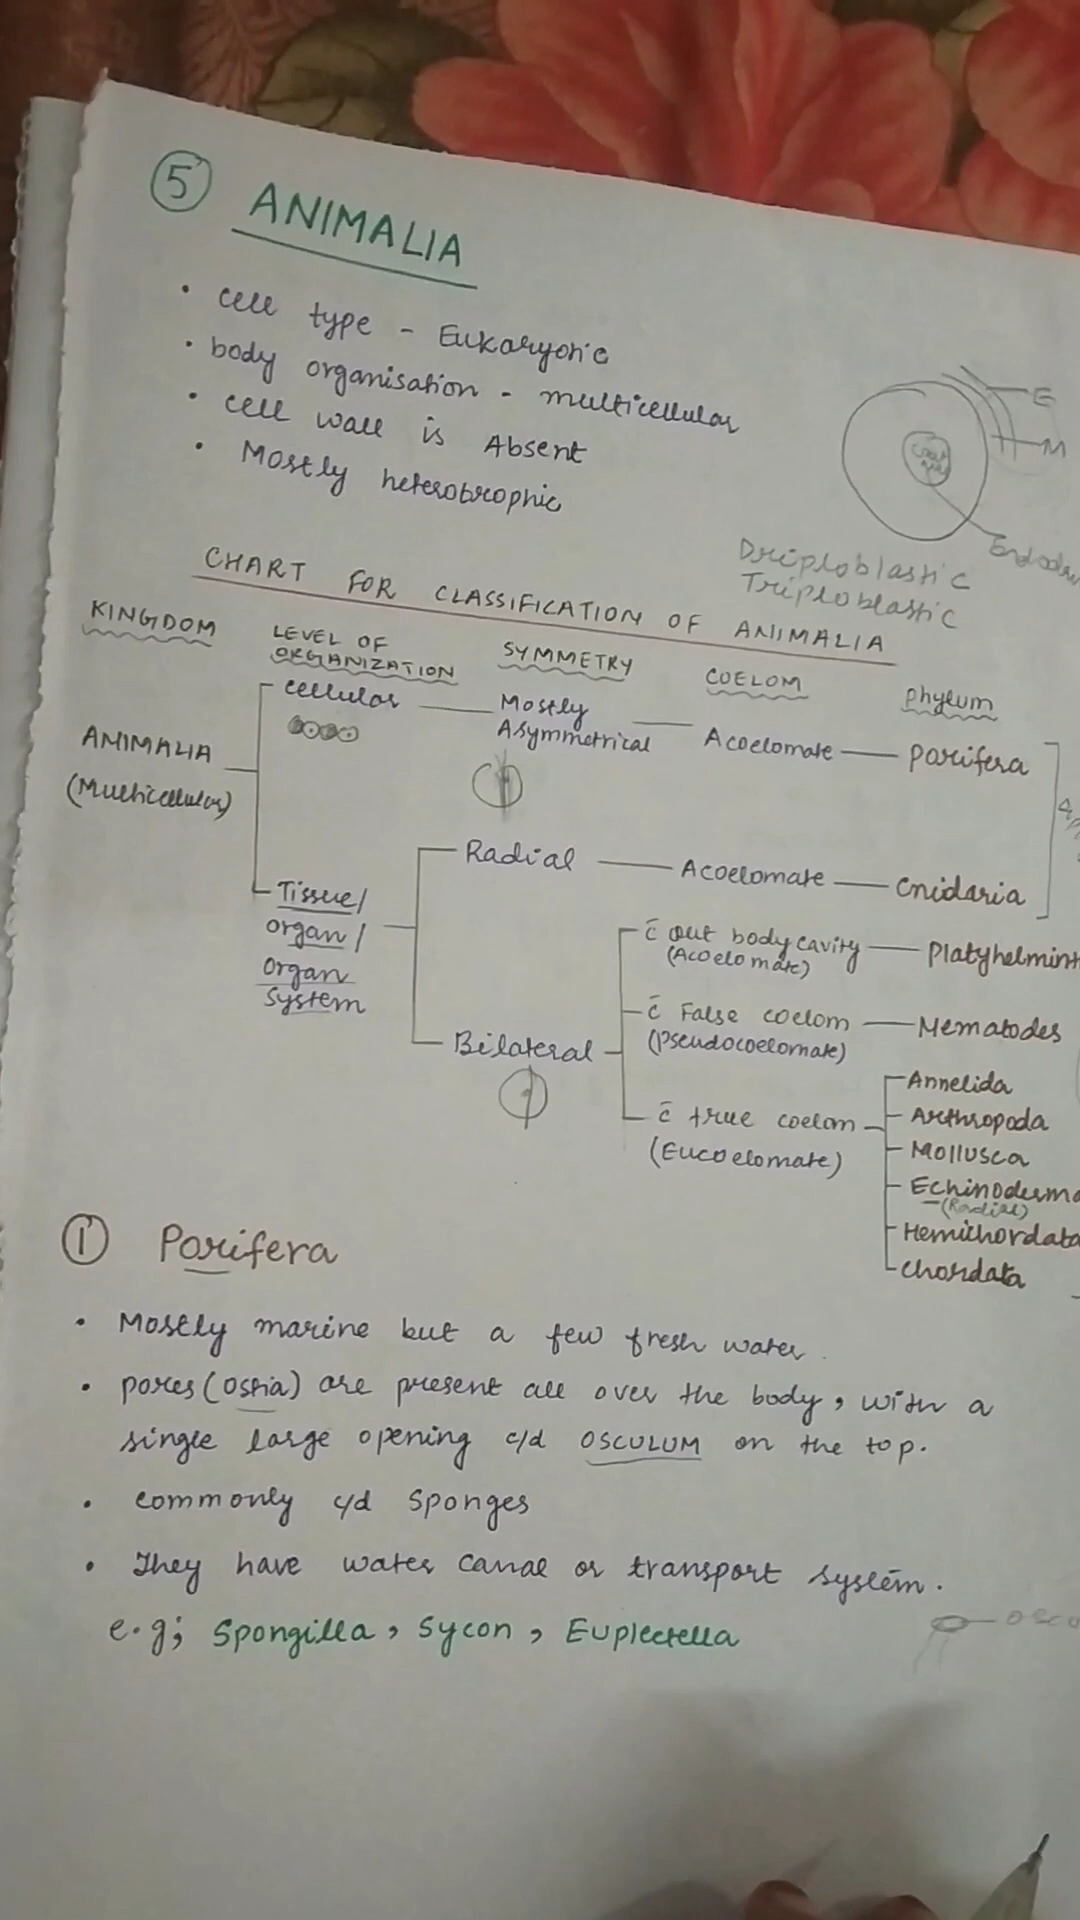 5 ANIMALIA
• cell type - Eukaryotic
• body organisation - multicellular
• cell wall is Absent
• Mostly heterotrophic
E
M
Driploblastic
Triploblastic
CHART FOR CLASSIFICATION OF ANIMALIA
KINGDOM
LEVEL OF ORGANIZATION
SYMMETRY
COELOM
Phylum
ANIMALIA
(Multicellular)
Cellular
Mostly
Asymmetrical
Acoelomate
Porifera
Tissue/
organ/
organ
system
Radial
Acoelomate
Cnidaria
Bilateral
c̄ out body cavity
(Acoelomate)
Platyhelmint
c̄ False coelom
(Pseudocoelomate)
Nematodes
c̄ true coelom
(Eucoelomate)
Annelida
Arthropoda
Mollusca
Echinoderma
(Radial)
Hemichordata
Chordata
1 Porifera
• Mostly marine but a few fresh water.
• pores (ostia) are present all over the body, with a
single large opening c/d OSCULUM on the top.
• commonly c/d sponges
• They have water canal or transport system.
OSCU
e.g; Spongilla, Sycon, Euplectella